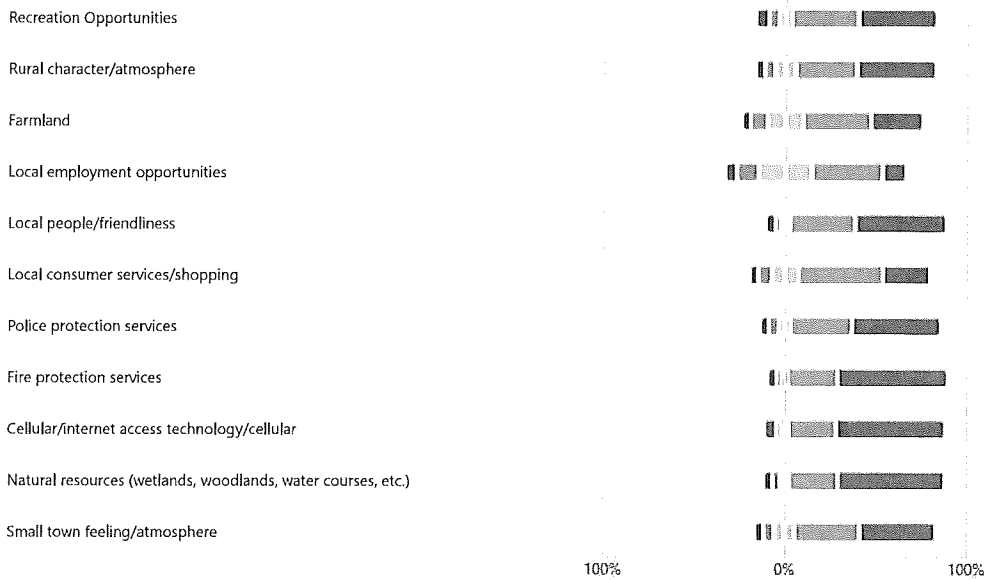 Recreation Opportunities
Rural character/atmosphere
Farmland
Local employment opportunities
Local people/friendliness
Local consumer services/shopping
Police protection services
Fire protection services
Cellular/internet access technology/cellular
Natural resources (wetlands, woodlands, water courses, etc.)
Small town feeling/atmosphere
100% 0% 100%